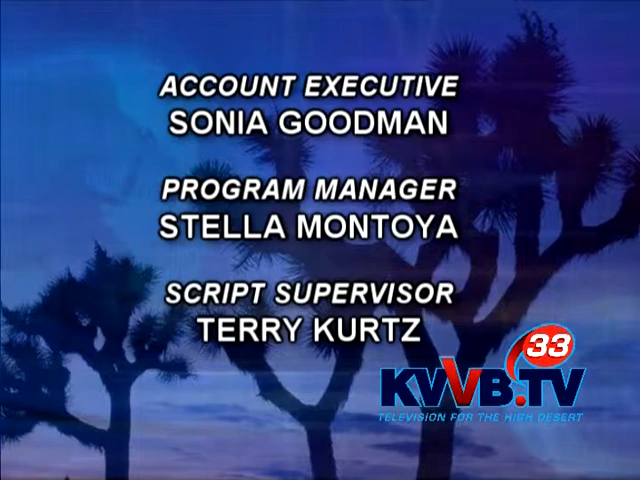 ACCOUNT EXECUTIVE
SONIA GOODMAN
PROGRAM MANAGER
STELLA MONTOYA
SCRIPT SUPERVISOR
TERRY KURTZ
33
KVVB.TV
TELEVISION FOR THE HIGH DESERT